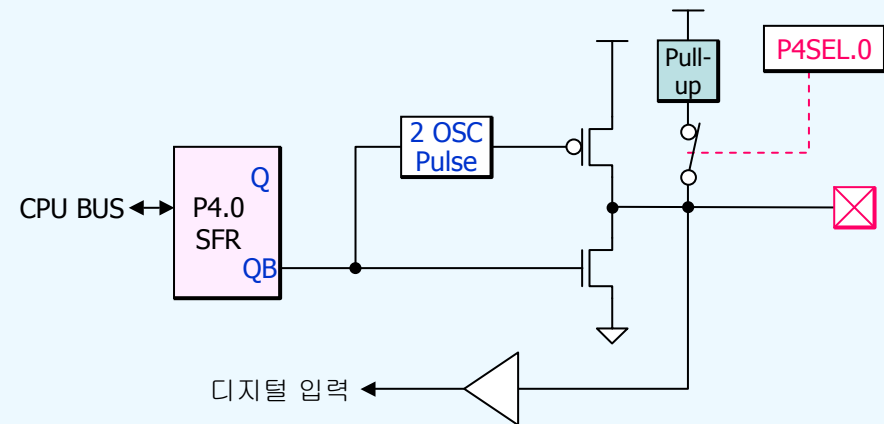 Pull-
up
P4SEL.0
2 OSC
Pulse
Q
CPU BUS
P4.0
SFR
QB
디지털 입력